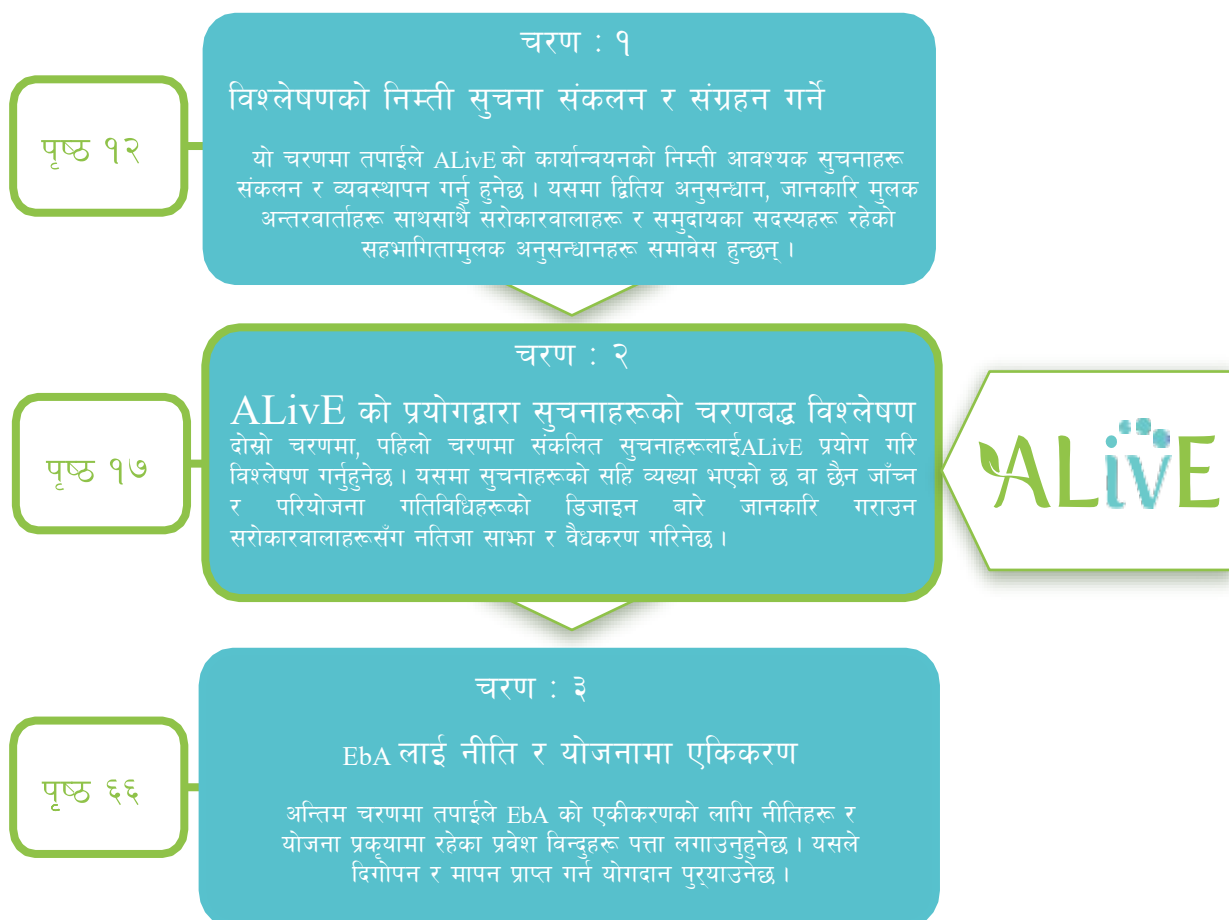 चरण : १
विश्लेषणको निम्ती सुचना संकलन र संग्रहन गर्ने
पृष्ठ १२
यो चरणमा तपाईले ALivE को कार्यान्वयनको निम्ती आवश्यक सुचनाहरू
संकलन र व्यवस्थापन गर्नु हुनेछ । यसमा द्वितिय अनुसन्धान, जानकारि मुलक
अन्तरवार्ताहरू साथसाथै सरोकारवालाहरू र समुदायका सदस्यहरू रहेको
सहभागितामुलक अनुसन्धानहरू समावेस हुन्छन् ।
चरण : २
ALivE को प्रयोगद्वारा सुचनाहरूको चरणबद्ध विश्लेषण
दोस्रो चरणमा, पहिलो चरणमा संकलित सुचनाहरूलाईALivE प्रयोग गरि
पृष्ठ १७
विश्लेषण गर्नुहुनेछ । यसमा सुचनाहरूको सहि व्यख्या भएको छ वा छैन जाँच्न
र परियोजना गतिविधिहरूको डिजाइन बारे जानकारि गराउन
सरोकारवालाहरूसँग नतिजा साझा र वैधकरण गरिनेछ ।
ALivE
चरण : ३
EbA लाई नीति र योजनामा एकिकरण
पृष्ठ ६६
अन्तिम चरणमा तपाईले EbA को एकीकरणको लागि नीतिहरू र
योजना प्रकृयामा रहेका प्रवेश विन्दुहरू पत्ता लगाउनुहुनेछ । यसले
दिगोपन र मापन प्राप्त गर्न योगदान पुर्‍याउनेछ ।